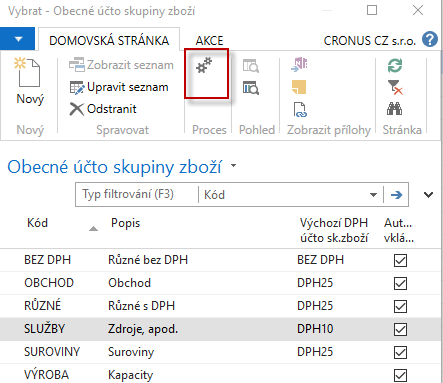 Vybrat - Obecné účto skupiny zboží
DOMOVSKÁ STRÁNKA AKCE CRONUS CZ s.r.o.
Nový
Zobrazit seznam
Upravit seznam
Odstranit
Nový Spravovat Proces Pohled Zobrazit přílohy Stránka
Obecné účto skupiny zboží
Typ filtrování (F3) Kód
Kód Popis Výchozí DPH účto sk.zboží Aut... vklá...
BEZ DPH Různé bez DPH BEZ DPH
OBCHOD Obchod DPH25
RŮZNÉ Různé s DPH DPH25
SLUŽBY Zdroje, apod. DPH10
SUROVINY Suroviny DPH25
VÝROBA Kapacity